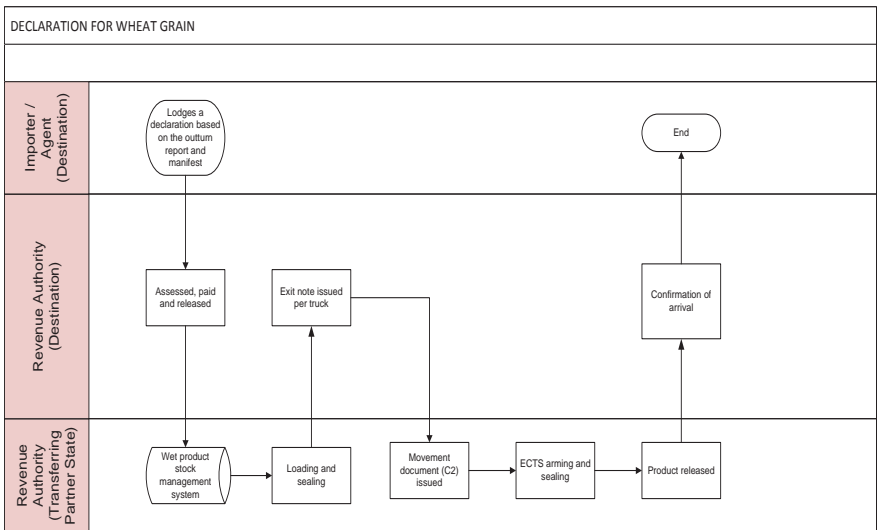 DECLARATION FOR WHEAT GRAIN
Importer /
Agent
(Destination)
Lodges a
declaration based
on the outturn
report and
manifest
End
Revenue Authority
(Destination)
Assessed, paid
and released
Exit note issued
per truck
Confirmation of
arrival
Revenue
Authority
(Transferring
Partner State)
Wet product
stock
management
system
Loading and
sealing
Movement
document (C2)
issued
ECTS arming and
sealing
Product released